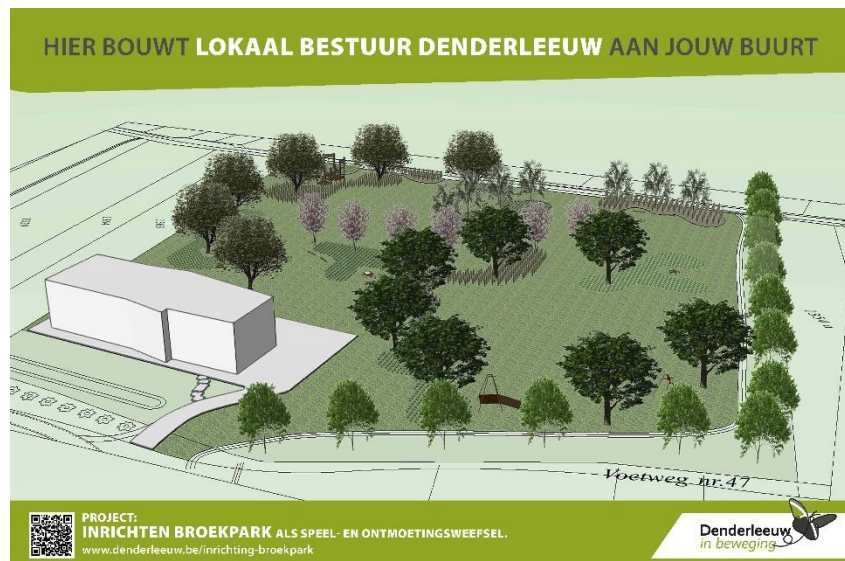 HIER BOUWT LOKAAL BESTUUR DENDERLEEUW AAN JOUW BUURT
Voetweg nr.47
PROJECT:
INRICHTEN BROEKPARK ALS SPEEL- EN ONTMOETINGSWEEFSEL.
www.denderleeuw.be/inrichting-broekpark
Denderleeuw
in beweging